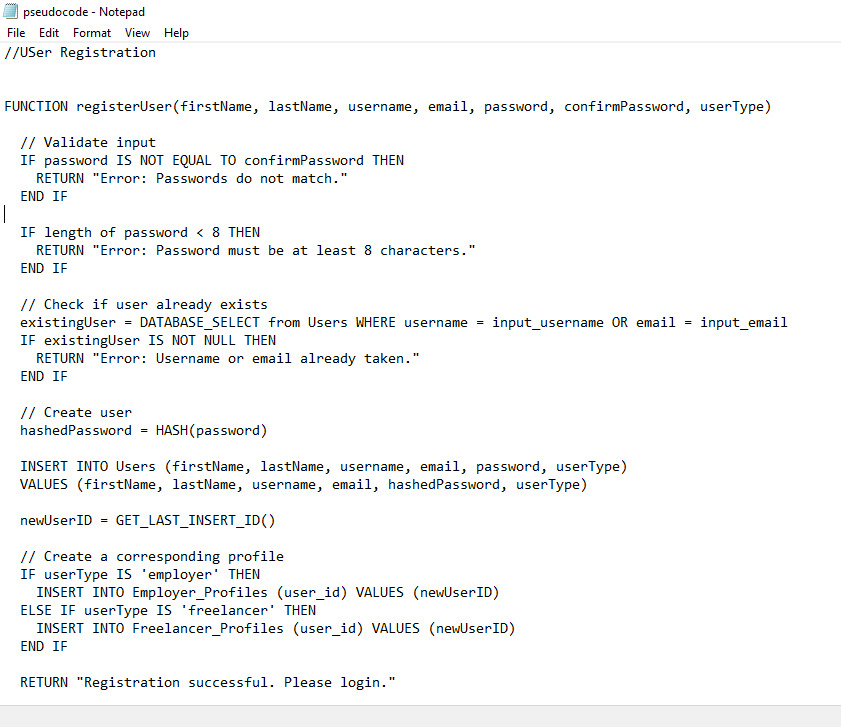 pseudocode - Notepad
File Edit Format View Help
//USer Registration
FUNCTION registerUser(firstName, lastName, username, email, password, confirmPassword, userType)
// Validate input
IF password IS NOT EQUAL TO confirmPassword THEN
RETURN "Error: Passwords do not match."
END IF
IF length of password < 8 THEN
RETURN "Error: Password must be at least 8 characters."
END IF
// Check if user already exists
existingUser = DATABASE_SELECT from Users WHERE username = input_username OR email = input_email
IF existingUser IS NOT NULL THEN
RETURN "Error: Username or email already taken."
END IF
// Create user
hashedPassword = HASH(password)
INSERT INTO Users (firstName, lastName, username, email, password, userType)
VALUES (firstName, lastName, username, email, hashedPassword, userType)
newUserID = GET_LAST_INSERT_ID()
// Create a corresponding profile
IF userType IS 'employer' THEN
INSERT INTO Employer_Profiles (user_id) VALUES (newUserID)
ELSE IF userType IS 'freelancer' THEN
INSERT INTO Freelancer_Profiles (user_id) VALUES (newUserID)
END IF
RETURN "Registration successful. Please login."